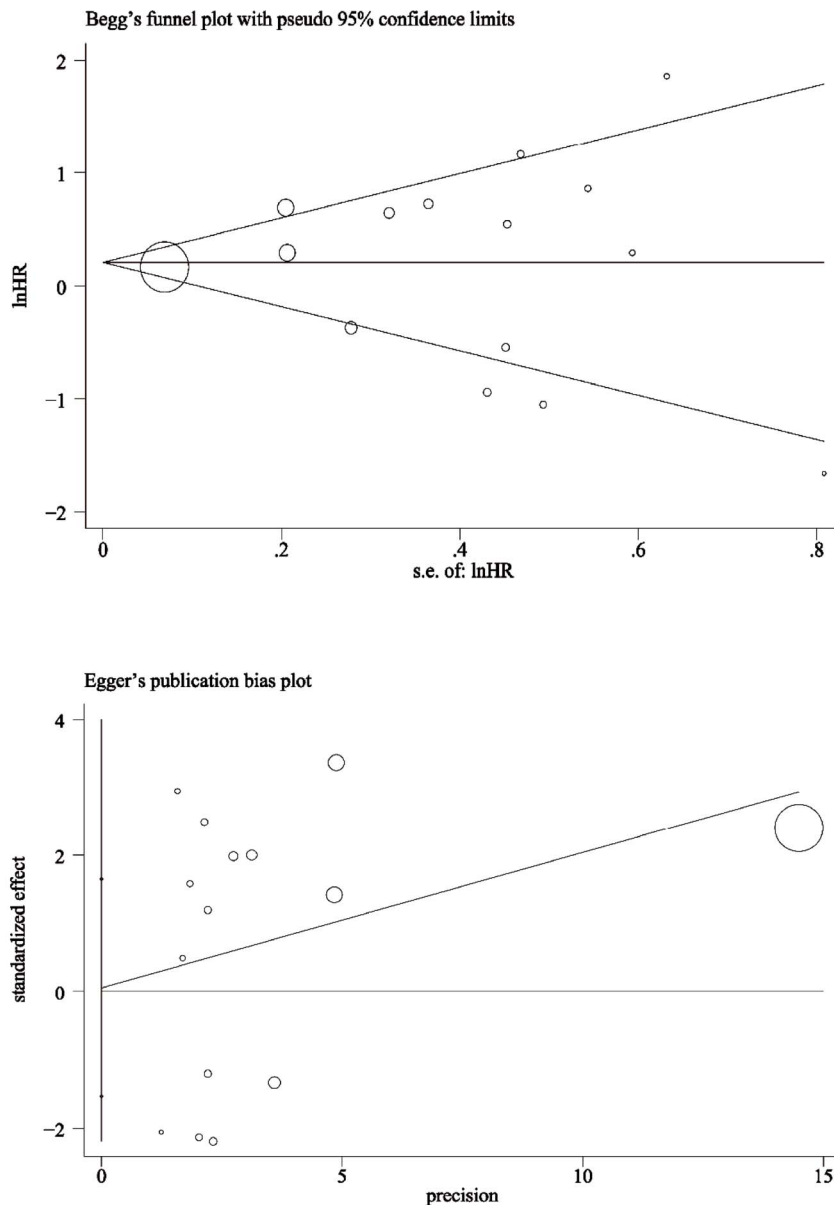 Begg's funnel plot with pseudo 95% confidence limits
2
1
0
−1
−2
lnHR
0 .2 .4 .6 .8
s.e. of: lnHR
Egger's publication bias plot
4
2
0
−2
standardized effect
0 5 10 15
precision